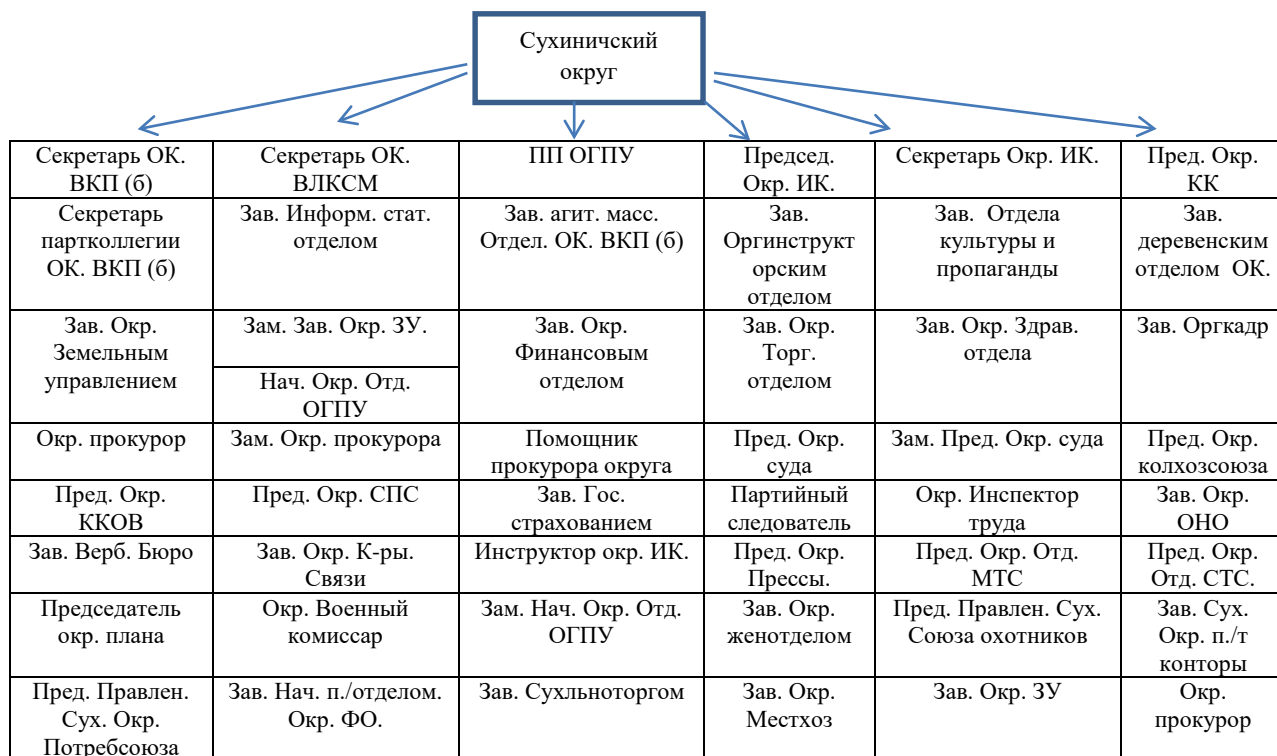 Сухиничский
округ
Секретарь ОК.
ВКП (б)
Секретарь ОК.
ВЛКСМ
ПП ОГПУ
Председ.
Окр. ИК.
Секретарь Окр. ИК.
Пред. Окр.
КК
Секретарь
партколлегии
ОК. ВКП (б)
Зав. Информ. стат.
отделом
Зав. агит. масс.
Отдел. ОК. ВКП (б)
Зав.
Оргинструкт
орским
отделом
Зав. Отдела
культуры и
пропаганды
Зав.
деревенским
отделом ОК.
Зав. Окр.
Земельным
управлением
Зам. Зав. Окр. ЗУ.
Нач. Окр. Отд.
ОГПУ
Зав. Окр.
Финансовым
отделом
Зав. Окр.
Торг.
отделом
Зав. Окр. Здрав.
отдела
Зав. Оргкадр
Окр. прокурор
Зам. Окр. прокурора
Помощник
прокурора округа
Пред. Окр.
суда
Зам. Пред. Окр. суда
Пред. Окр.
колхозсоюза
Пред. Окр.
ККОВ
Пред. Окр. СПС
Зав. Гос.
страхованием
Партийный
следователь
Окр. Инспектор
труда
Зав. Окр.
ОНО
Зав. Верб. Бюро
Зав. Окр. К-ры.
Связи
Инструктор окр. ИК.
Пред. Окр.
Прессы.
Пред. Окр. Отд.
МТС
Пред. Окр.
Отд. СТС.
Председатель
окр. плана
Окр. Военный
комиссар
Зам. Нач. Окр. Отд.
ОГПУ
Зав. Окр.
женотделом
Пред. Правлен. Сух.
Союза охотников
Зав. Сух.
Окр. п./т
конторы
Пред. Правлен.
Сух. Окр.
Потребсоюза
Зав. Нач. п./отделом.
Окр. ФО.
Зав. Сухльноторгом
Зав. Окр.
Местхоз
Зав. Окр. ЗУ
Окр.
прокурор